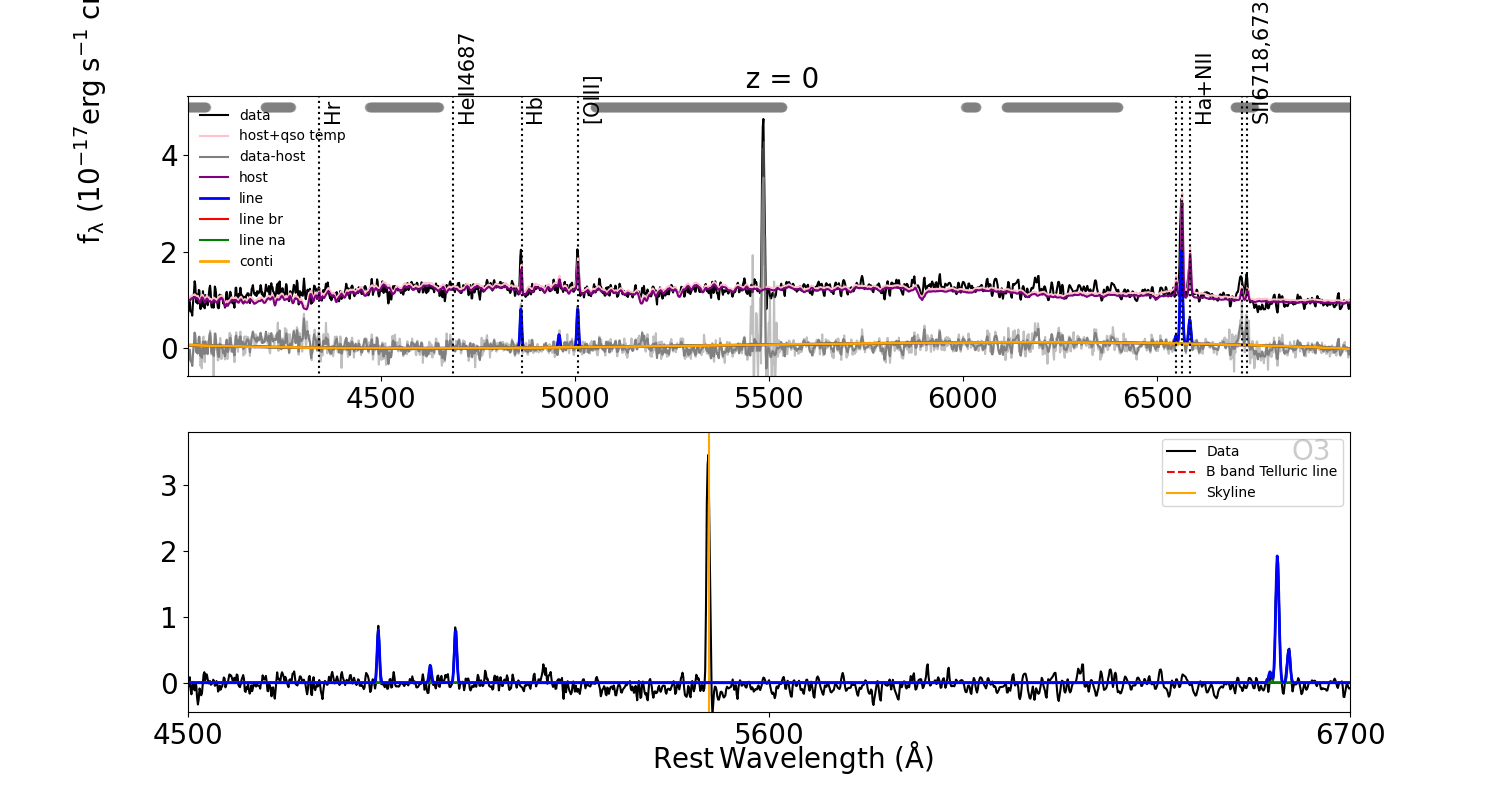 z = 0
f_λ (10^−17 erg s^−1 c
Hr
HeII4687
Hb
[OIII]
Ha+NII
SII6718,673
data
host+qso temp
data-host
host
line
line br
line na
conti
4
2
0
4500 5000 5500 6000 6500
O3
Data
B band Telluric line
Skyline
3
2
1
0
4500 5600 6700
Rest Wavelength (Å)